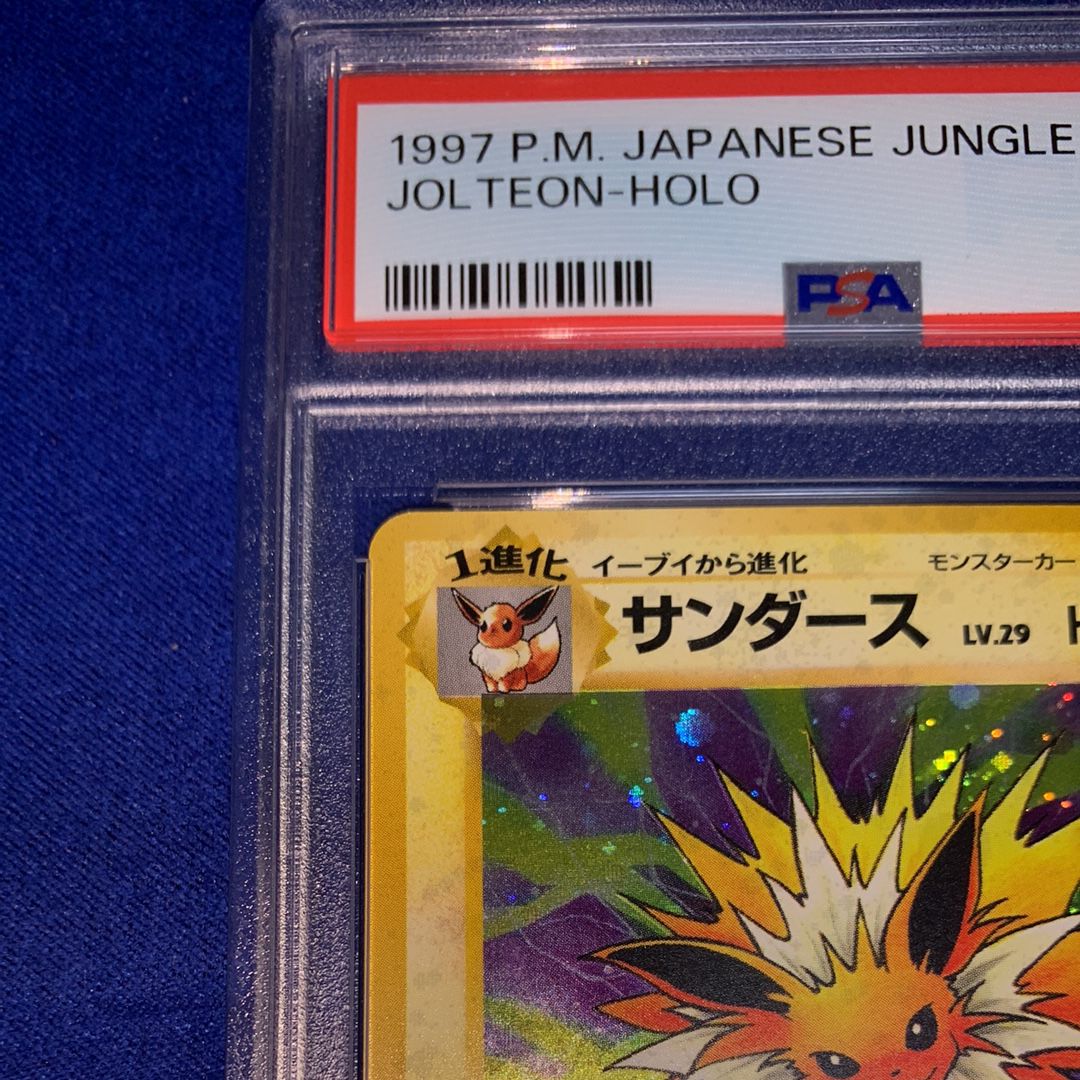 1997 P.M. JAPANESE JUNGLE
JOLTEON-HOLO
PSA
1進化 イーブイから進化 モンスターカー
サンダース LV.29 H